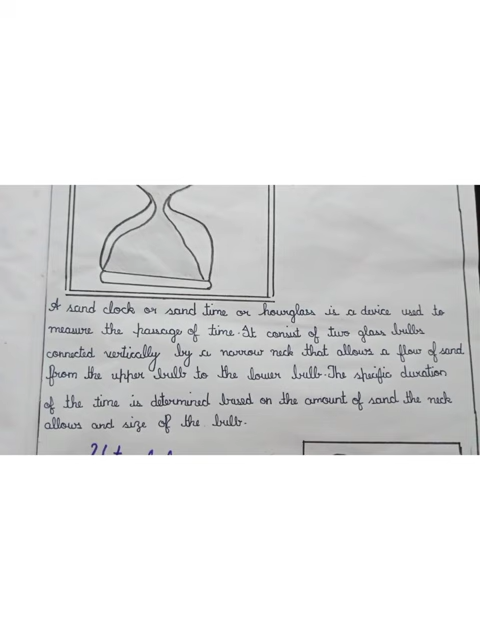 A sand clock or sand time or hourglass is a device used to
measure the passage of time. It consist of two glass bulbs
connected vertically by a narrow neck that allows a flow of sand
from the upper bulb to the lower bulb. The specific duration
of the time is determined based on the amount of sand the neck
allows and size of the bulb.